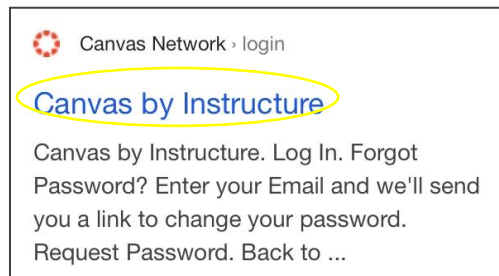 Canvas Network › login
Canvas by Instructure
Canvas by Instructure. Log In. Forgot
Password? Enter your Email and we'll send
you a link to change your password.
Request Password. Back to ...